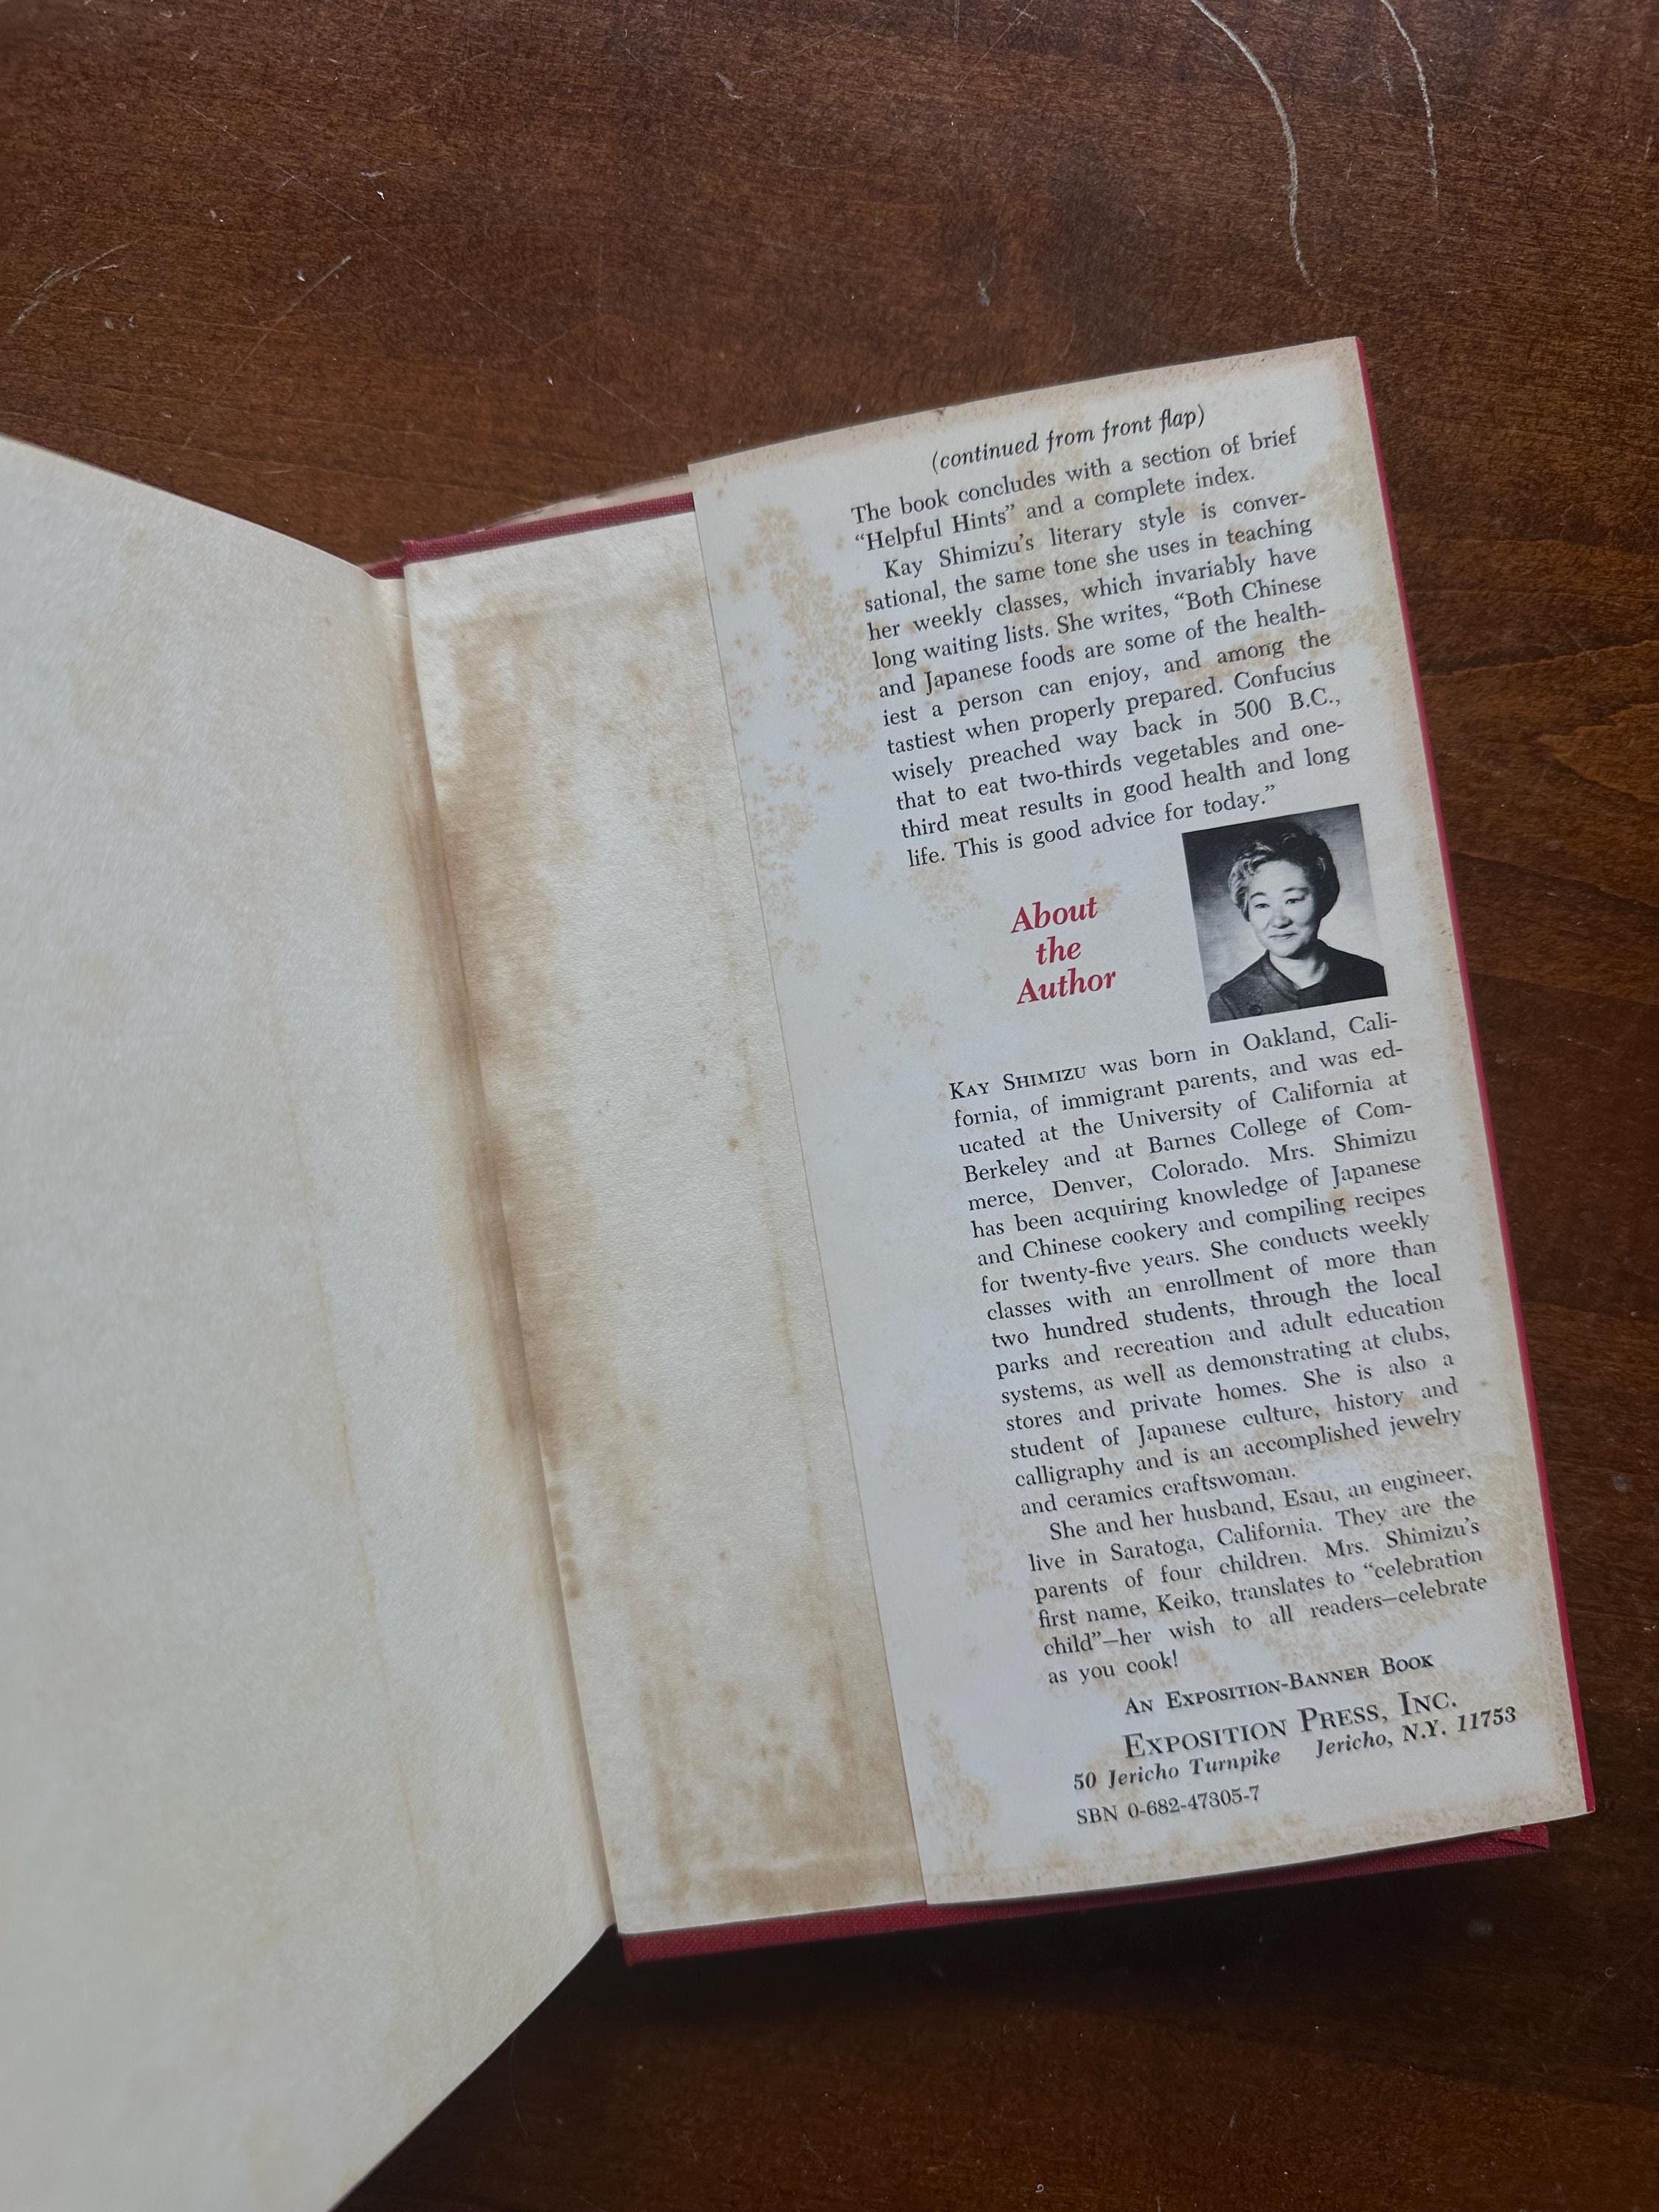 (continued from front flap)
The book concludes with a section of brief
“Helpful Hints” and a complete index.
Kay Shimizu’s literary style is conver-
sational, the same tone she uses in teaching
her weekly classes, which invariably have
long waiting lists. She writes, “Both Chinese
and Japanese foods are some of the health-
iest a person can enjoy, and among the
tastiest when properly prepared. Confucius
wisely preached way back in 500 B.C.,
that to eat two-thirds vegetables and one-
third meat results in good health and long
life. This is good advice for today.”
About
the
Author
KAY SHIMIZU was born in Oakland, Cali-
fornia, of immigrant parents, and was ed-
ucated at the University of California at
Berkeley and at Barnes College of Com-
merce, Denver, Colorado. Mrs. Shimizu
has been acquiring knowledge of Japanese
and Chinese cookery and compiling recipes
for twenty-five years. She conducts weekly
classes with an enrollment of more than
two hundred students, through the local
parks and recreation and adult education
systems, as well as demonstrating at clubs,
stores and private homes. She is also a
student of Japanese culture, history and
calligraphy and is an accomplished jewelry
and ceramics craftswoman.
She and her husband, Esau, an engineer,
live in Saratoga, California. They are the
parents of four children. Mrs. Shimizu’s
first name, Keiko, translates to “celebration
child”—her wish to all readers—celebrate
as you cook!
AN EXPOSITION-BANNER BOOK
EXPOSITION PRESS, INC.
50 Jericho Turnpike Jericho, N.Y. 11753
SBN 0-682-47305-7